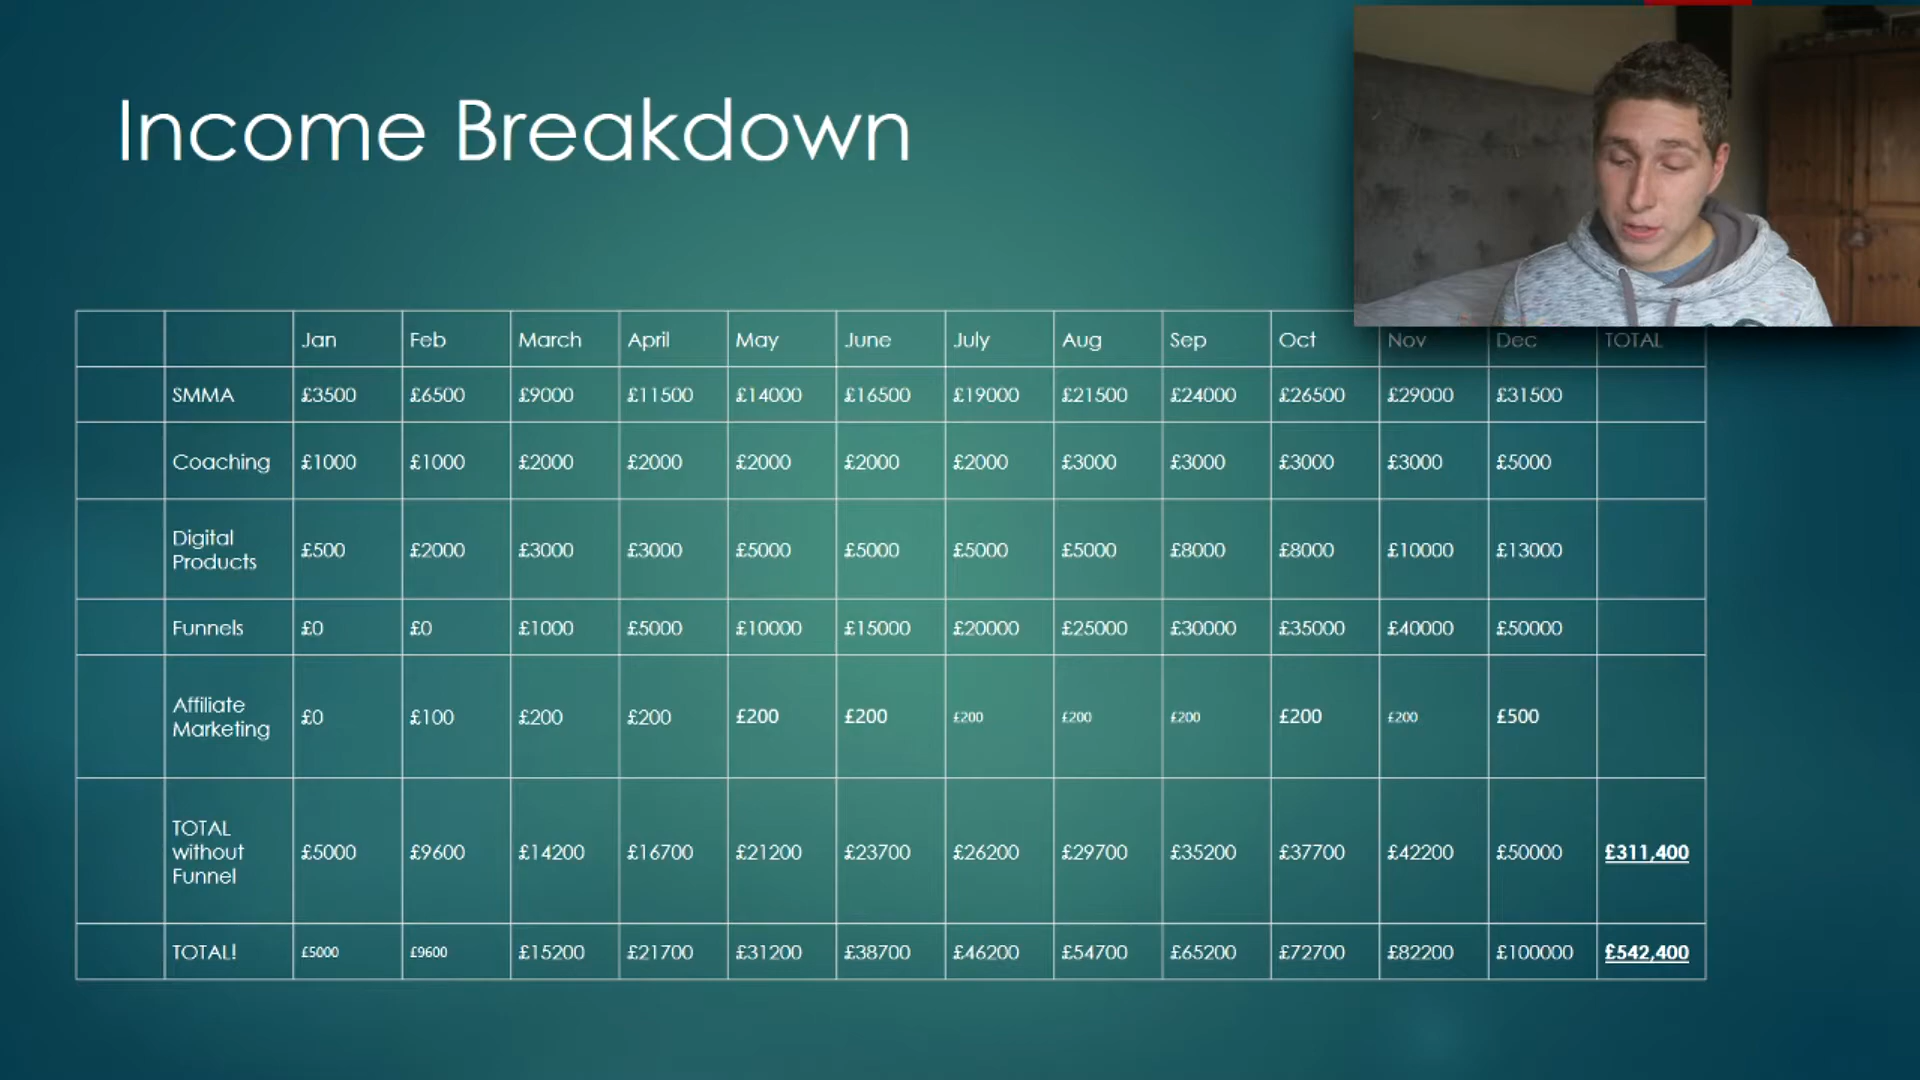 Income Breakdown
Jan Feb March April May June July Aug Sep Oct Nov Dec TOTAL
SMMA £3500 £6500 £9000 £11500 £14000 £16500 £19000 £21500 £24000 £26500 £29000 £31500
Coaching £1000 £1000 £2000 £2000 £2000 £2000 £2000 £3000 £3000 £3000 £3000 £5000
Digital
Products £500 £2000 £3000 £3000 £5000 £5000 £5000 £5000 £8000 £8000 £10000 £13000
Funnels £0 £0 £1000 £5000 £10000 £15000 £20000 £25000 £30000 £35000 £40000 £50000
Affiliate
Marketing £0 £100 £200 £200 £200 £200 £200 £200 £200 £200 £200 £500
TOTAL
without
Funnel £5000 £9600 £14200 £16700 £21200 £23700 £26200 £29700 £35200 £37700 £42200 £50000 £311,400
TOTAL! £5000 £9600 £15200 £21700 £31200 £38700 £46200 £54700 £65200 £72700 £82200 £100000 £542,400